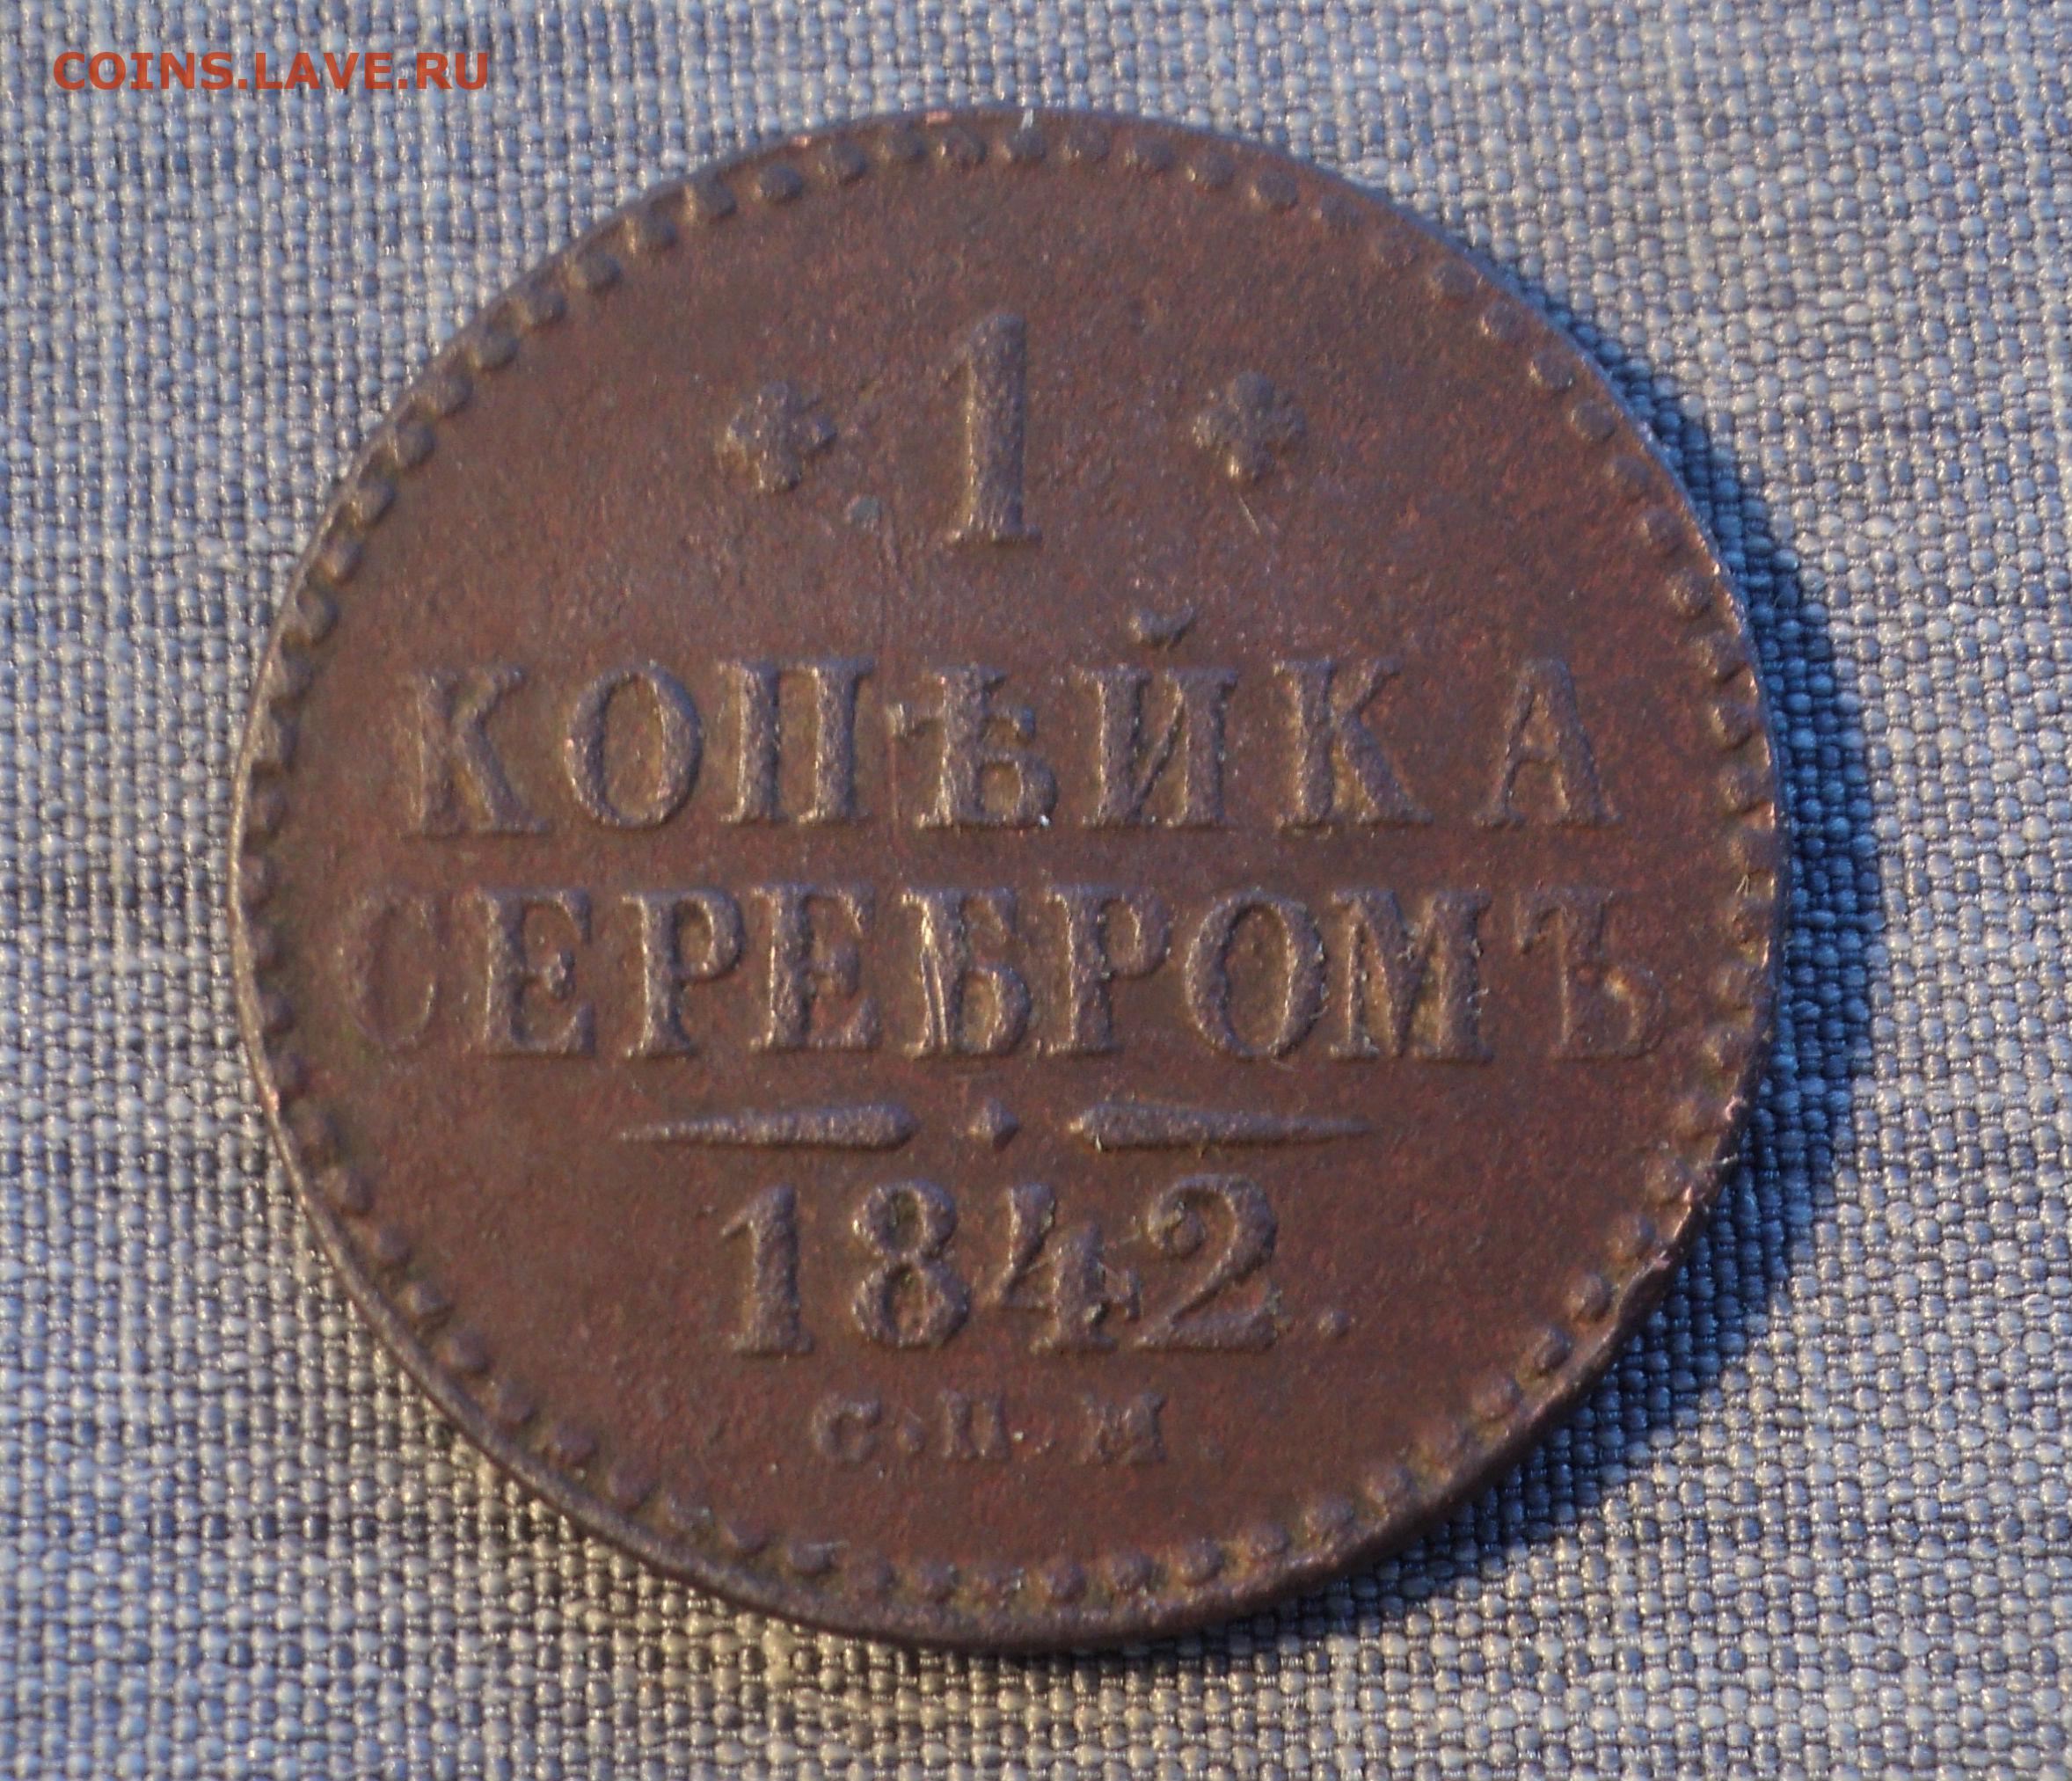 COINS.LAVE.RU
1
КОПѢЙКА
СЕРЕБРОМЪ
1842.
С.П.М.